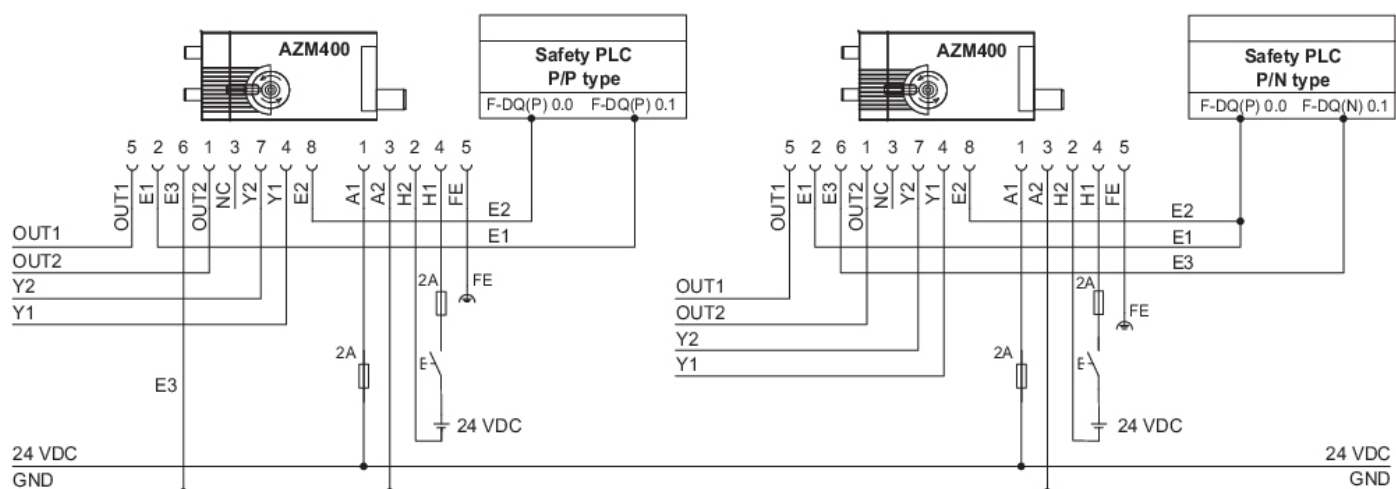 AZM400
Safety PLC
P/P type
F-DQ(P) 0.0 F-DQ(P) 0.1
5 2 6 1 3 7 4 8 1 3 2 4 5
OUT1 E1 E3 OUT2 NC Y2 Y1 E2 A1 A2 H2 H1 FE
E2
OUT1
E1
OUT2
2A
FE
Y2
Y1
2A
E3
24 VDC
24 VDC
GND
AZM400
Safety PLC
P/N type
F-DQ(P) 0.0 F-DQ(N) 0.1
5 2 6 1 3 7 4 8 1 3 2 4 5
OUT1 E1 E3 OUT2 NC Y2 Y1 E2 A1 A2 H2 H1 FE
E2
E1
E3
OUT1
2A
FE
OUT2
Y2
2A
Y1
24 VDC
24 VDC
GND